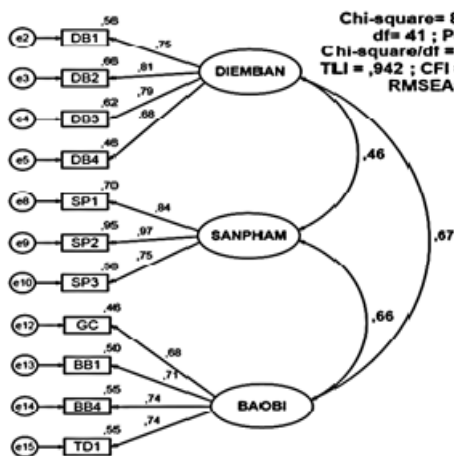 Chi-square= 8
df= 41 ; P
Chi-square/df =
TLI = ,942 ; CFI =
RMSEA
,56
e2 DB1 ,75
,66
e3 DB2 ,81 DIEMBAN
,62
DB3 ,79
,46
e5 DB4 ,68
,46
,70
e8 SP1 ,84
,95
e9 SP2 ,97 SANPHAM ,67
e10 SP3 ,75
,66
,46
e12 GC ,68
,50
e13 BB1 ,71
,55
e14 BB4 ,74 BAOBI
,55
e15 TD1 ,74